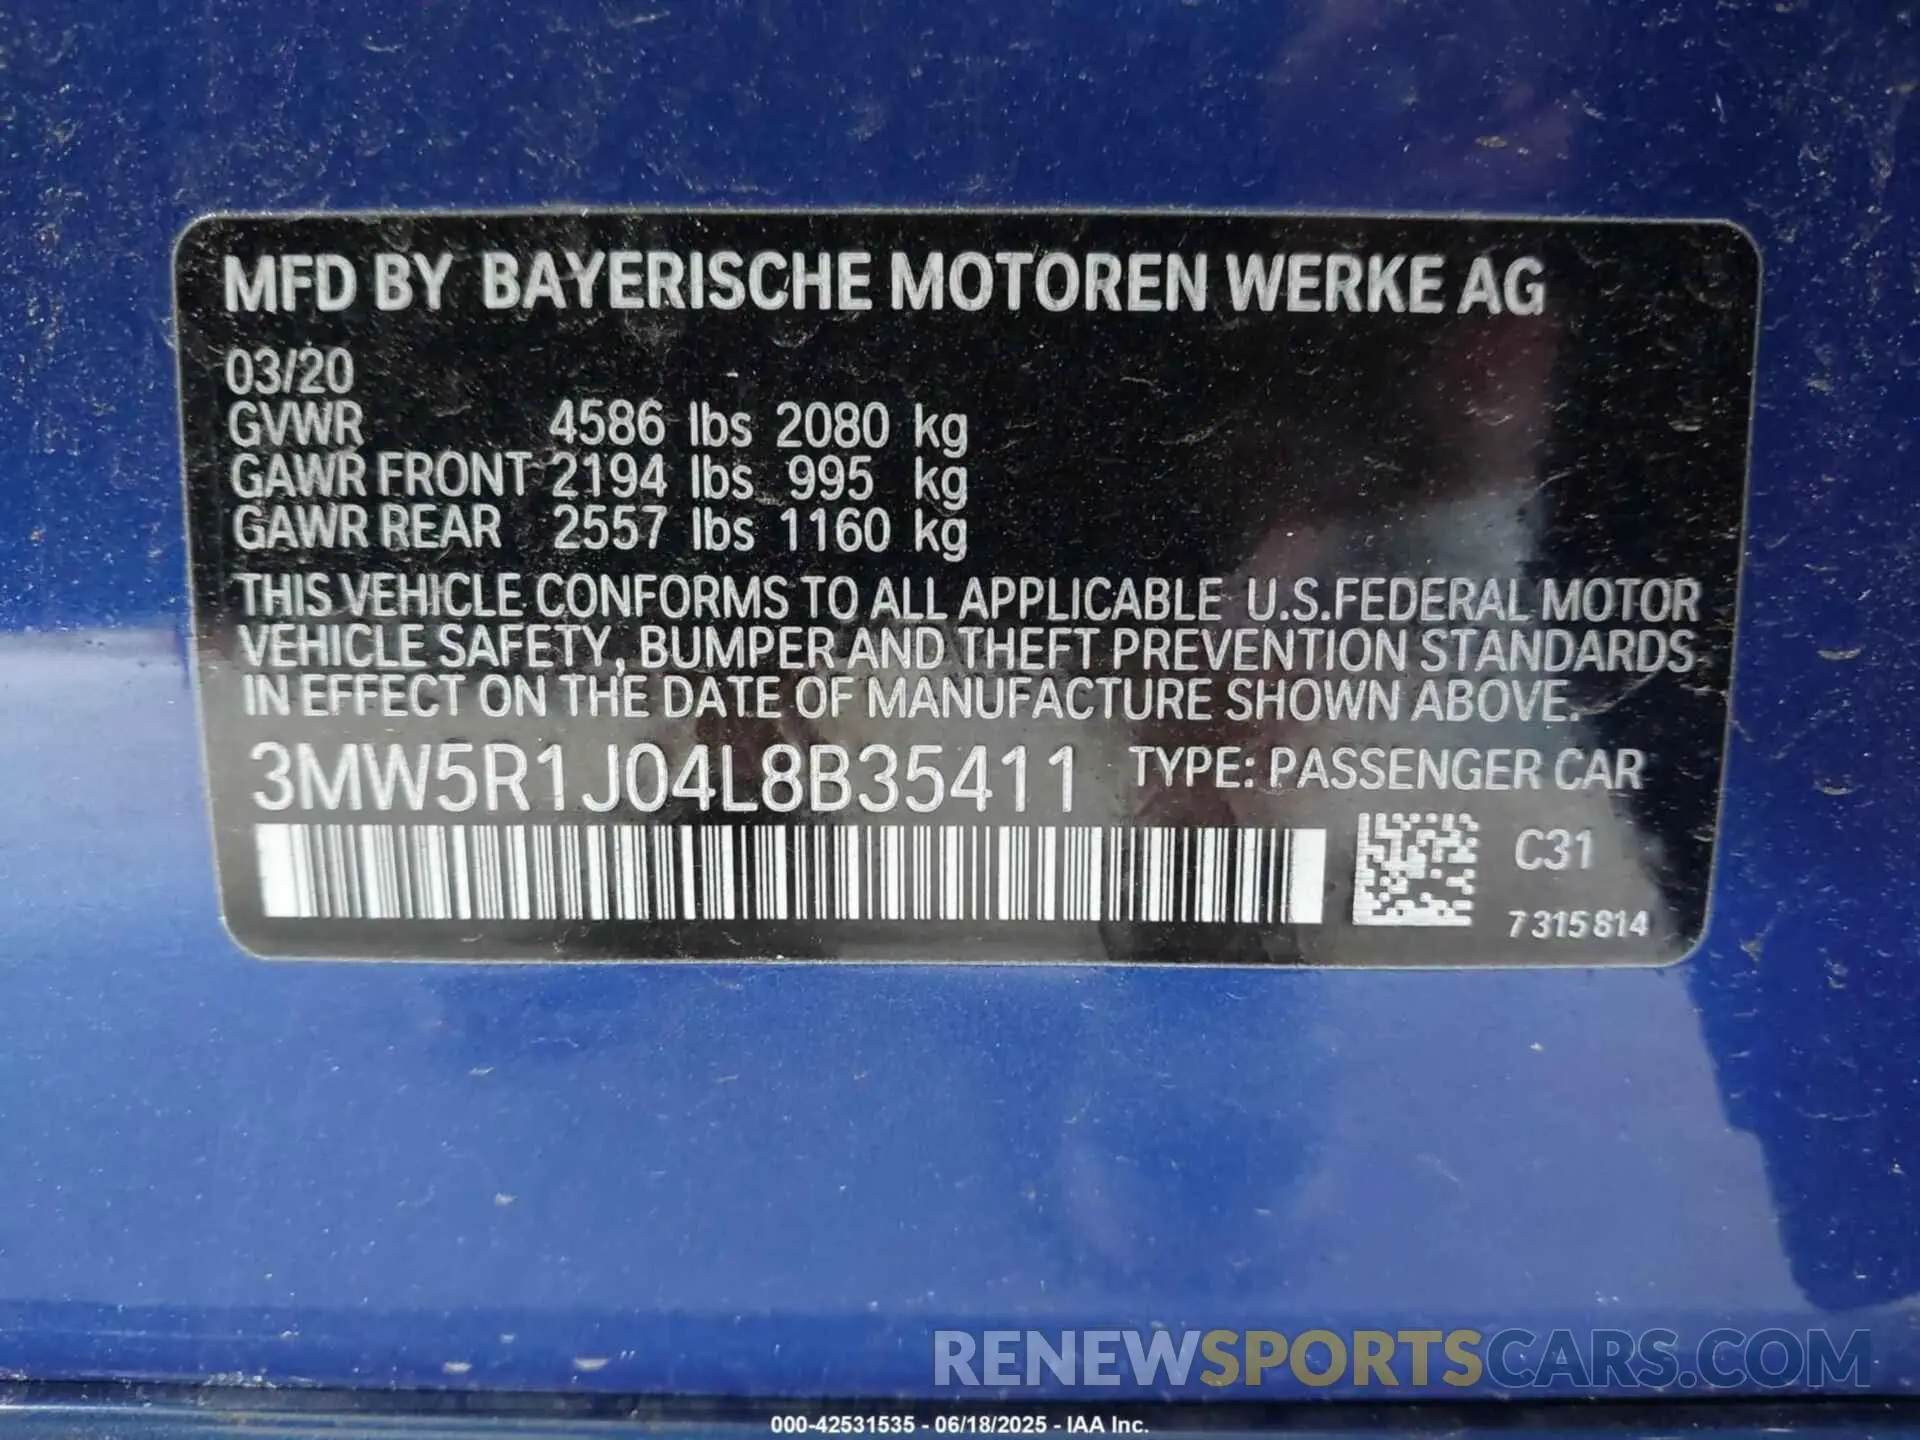 MFD BY BAYERISCHE MOTOREN WERKE AG
03/20
GVWR 4586 lbs 2080 kg
GAWR FRONT 2194 lbs 995 kg
GAWR REAR 2557 lbs 1160 kg
THIS VEHICLE CONFORMS TO ALL APPLICABLE U.S.FEDERAL MOTOR
VEHICLE SAFETY, BUMPER AND THEFT PREVENTION STANDARDS
IN EFFECT ON THE DATE OF MANUFACTURE SHOWN ABOVE.
3MW5R1J04L8B35411 TYPE: PASSENGER CAR
C31
7 315 814
RENEWSPORTSCARS.COM
000-42531535 - 06/18/2025 - IAA Inc.